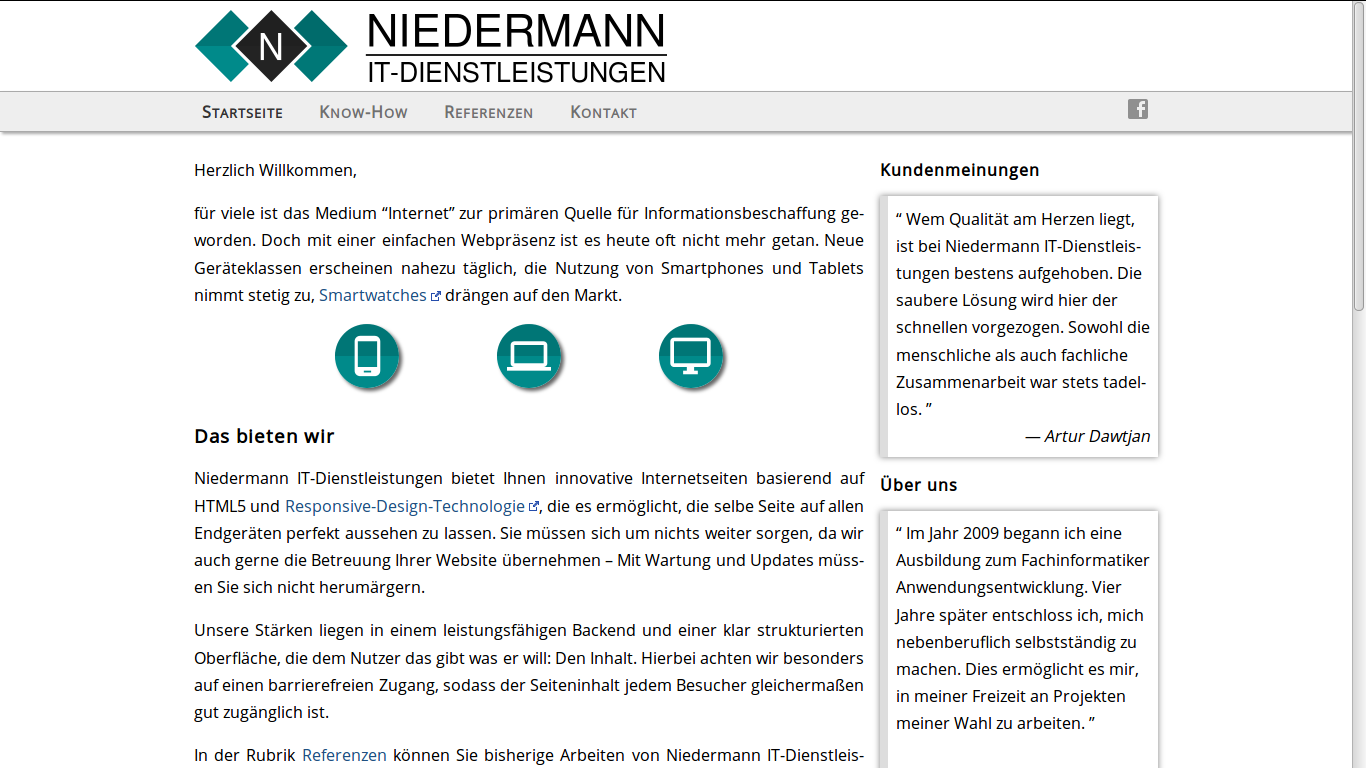 N
NIEDERMANN
IT-DIENSTLEISTUNGEN
Startseite Know-How Referenzen Kontakt f
Herzlich Willkommen,
für viele ist das Medium “Internet” zur primären Quelle für Informationsbeschaffung ge-
worden. Doch mit einer einfachen Webpräsenz ist es heute oft nicht mehr getan. Neue
Geräteklassen erscheinen nahezu täglich, die Nutzung von Smartphones und Tablets
nimmt stetig zu, Smartwatches drängen auf den Markt.
Das bieten wir
Niedermann IT-Dienstleistungen bietet Ihnen innovative Internetseiten basierend auf
HTML5 und Responsive-Design-Technologie, die es ermöglicht, die selbe Seite auf allen
Endgeräten perfekt aussehen zu lassen. Sie müssen sich um nichts weiter sorgen, da wir
auch gerne die Betreuung Ihrer Website übernehmen – Mit Wartung und Updates müss-
en Sie sich nicht herumärgern.
Unsere Stärken liegen in einem leistungsfähigen Backend und einer klar strukturierten
Oberfläche, die dem Nutzer das gibt was er will: Den Inhalt. Hierbei achten wir besonders
auf einen barrierefreien Zugang, sodass der Seiteninhalt jedem Besucher gleichermaßen
gut zugänglich ist.
In der Rubrik Referenzen können Sie bisherige Arbeiten von Niedermann IT-Dienstleis-
Kundenmeinungen
“ Wem Qualität am Herzen liegt,
ist bei Niedermann IT-Dienstleis-
tungen bestens aufgehoben. Die
saubere Lösung wird hier der
schnellen vorgezogen. Sowohl die
menschliche als auch fachliche
Zusammenarbeit war stets tadel-
los. ”
— Artur Dawtjan
Über uns
“ Im Jahr 2009 begann ich eine
Ausbildung zum Fachinformatiker
Anwendungsentwicklung. Vier
Jahre später entschloss ich, mich
nebenberuflich selbstständig zu
machen. Dies ermöglicht es mir,
in meiner Freizeit an Projekten
meiner Wahl zu arbeiten. ”